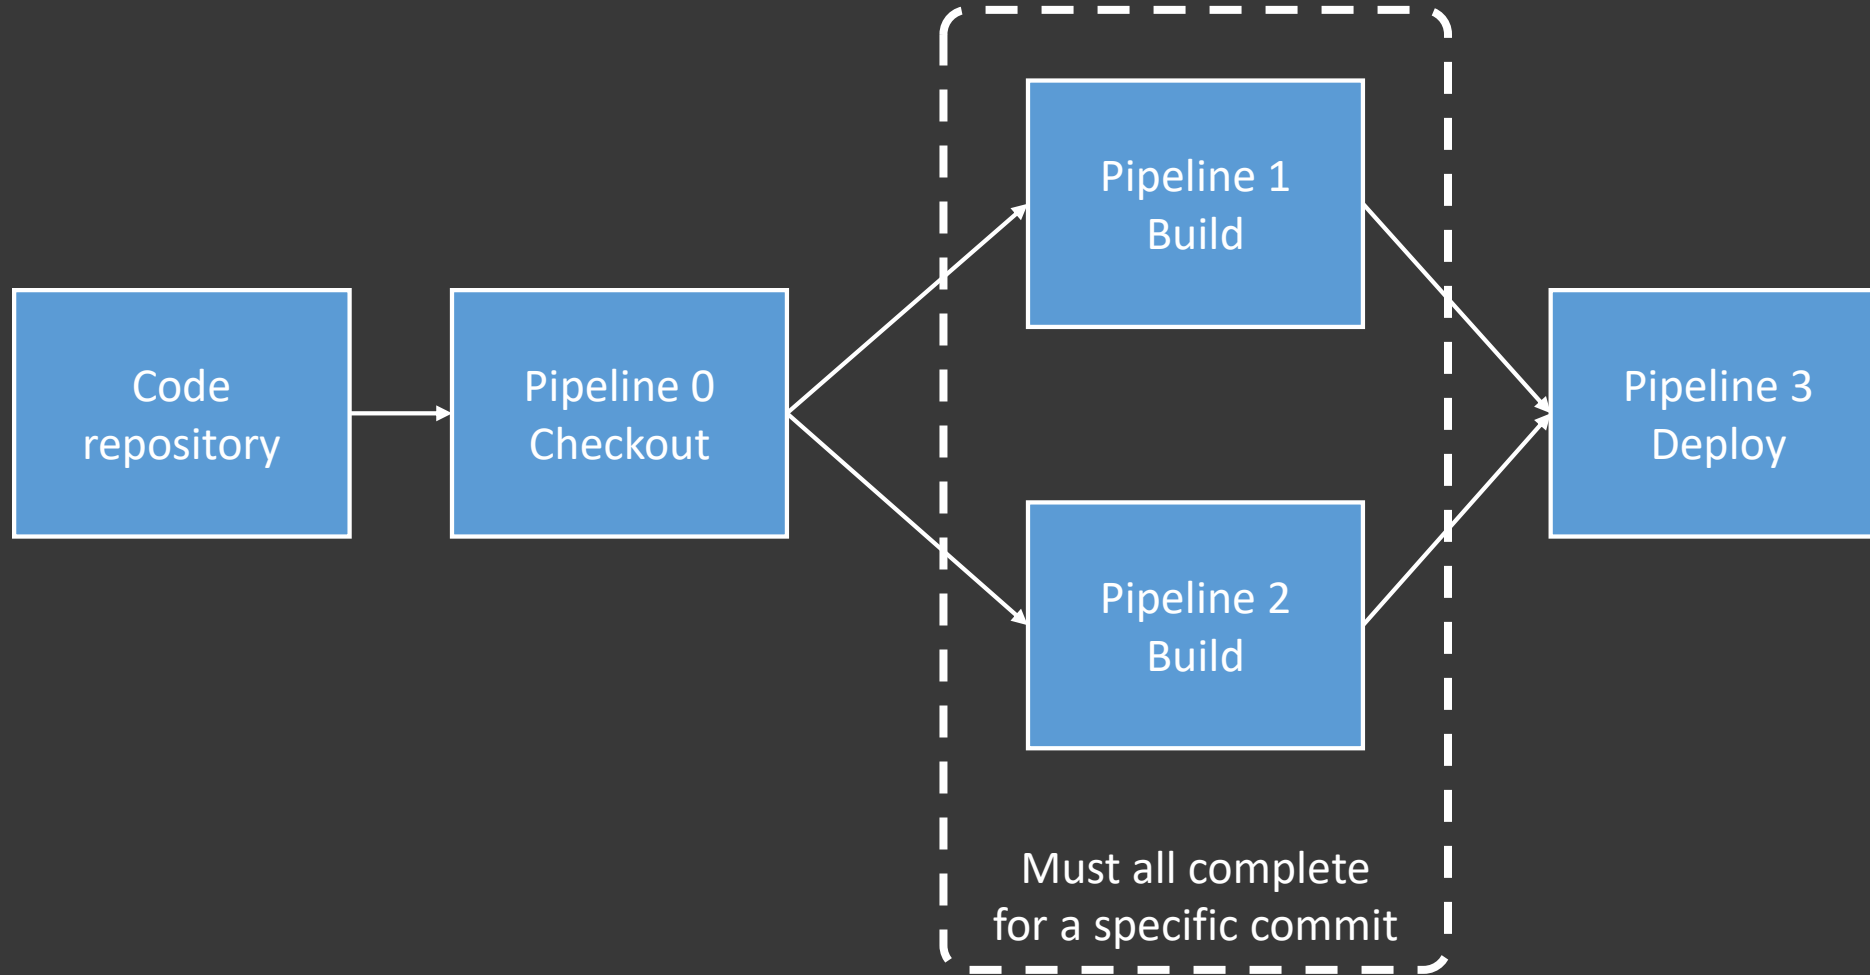 Code
repository
Pipeline 0
Checkout
Pipeline 1
Build
Pipeline 2
Build
Must all complete
for a specific commit
Pipeline 3
Deploy